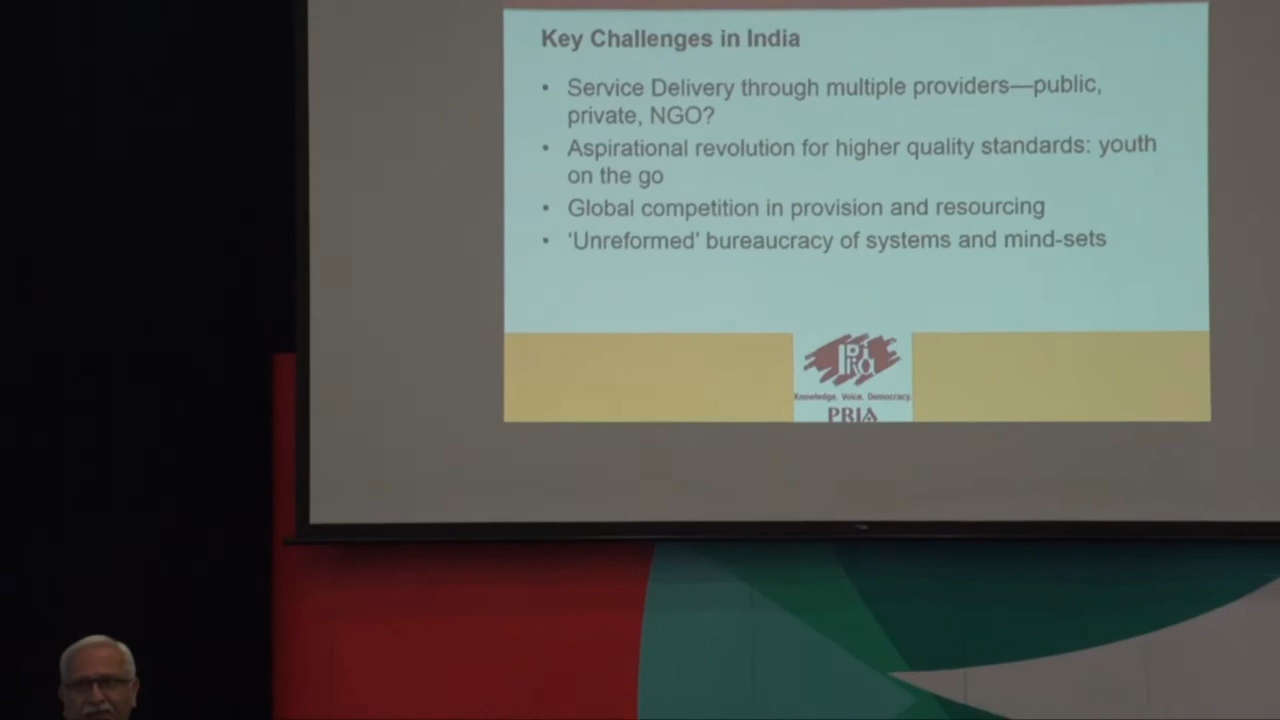 Key Challenges in India
• Service Delivery through multiple providers—public,
private, NGO?
• Aspirational revolution for higher quality standards: youth
on the go
• Global competition in provision and resourcing
• ‘Unreformed’ bureaucracy of systems and mind-sets
PRia
Knowledge. Voice. Democracy.
PRIA